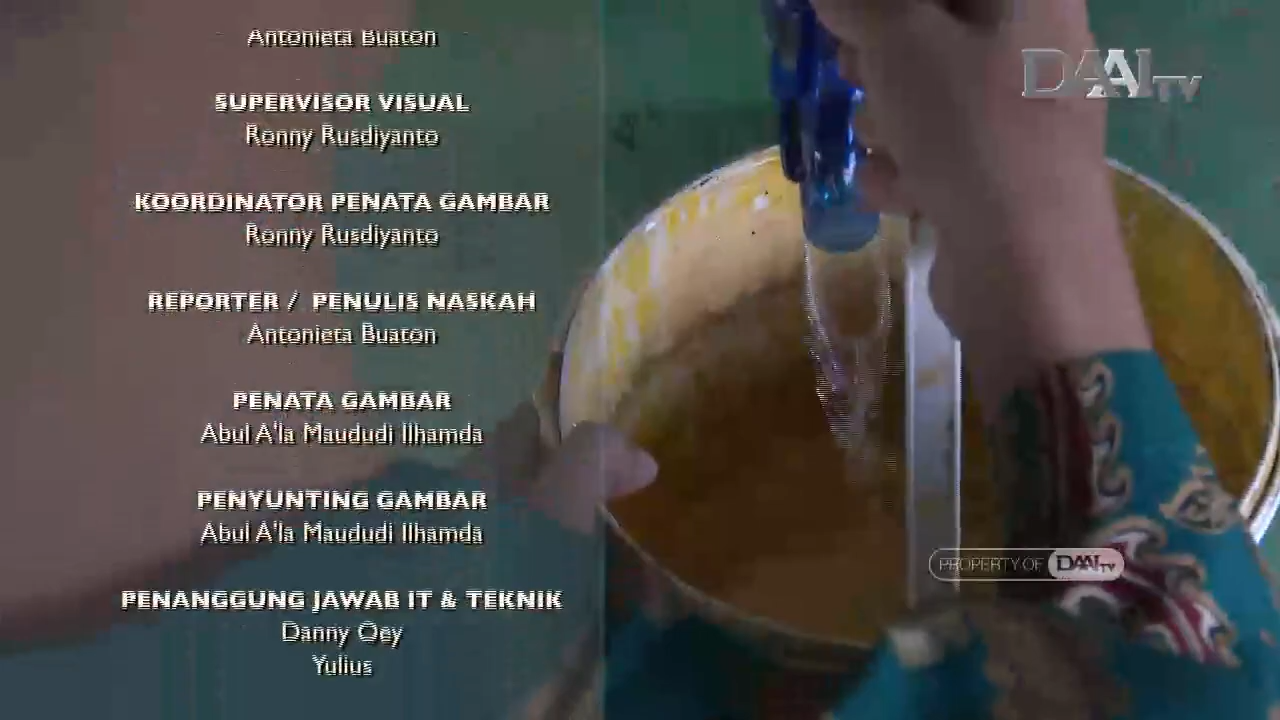 Antonieta Buaton
SUPERVISOR VISUAL
Ronny Rusdiyanto
KOORDINATOR PENATA GAMBAR
Ronny Rusdiyanto
REPORTER / PENULIS NASKAH
Antonieta Buaton
PENATA GAMBAR
Abul A'la Maududi Ilhamda
PENYUNTING GAMBAR
Abul A'la Maududi Ilhamda
PENANGGUNG JAWAB IT & TEKNIK
Danny Oey
Yulius
DAAI TV
PROPERTY OF DAAI TV